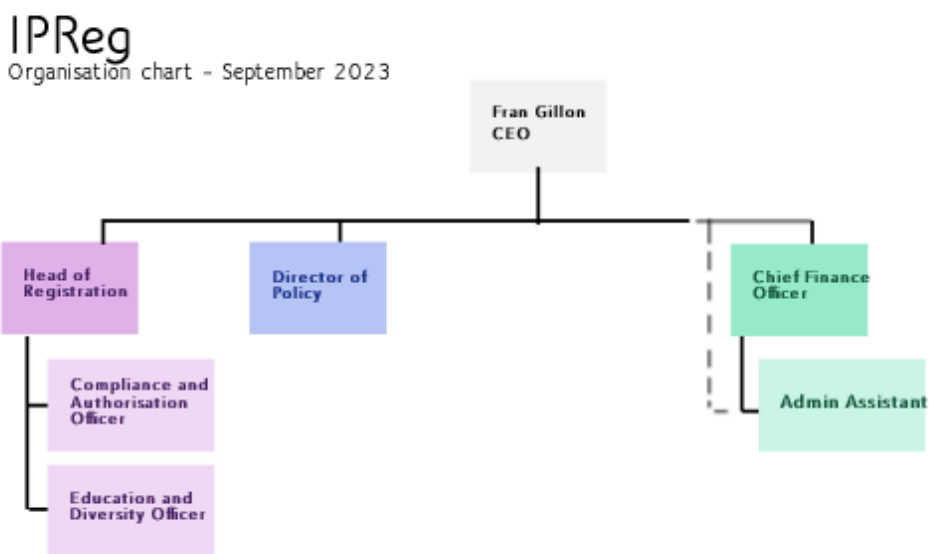 IPReg
Organisation chart - September 2023
Fran Gillon
CEO
Head of
Registration
Director of
Policy
Chief Finance
Officer
Compliance and
Authorisation
Officer
Admin Assistant
Education and
Diversity Officer